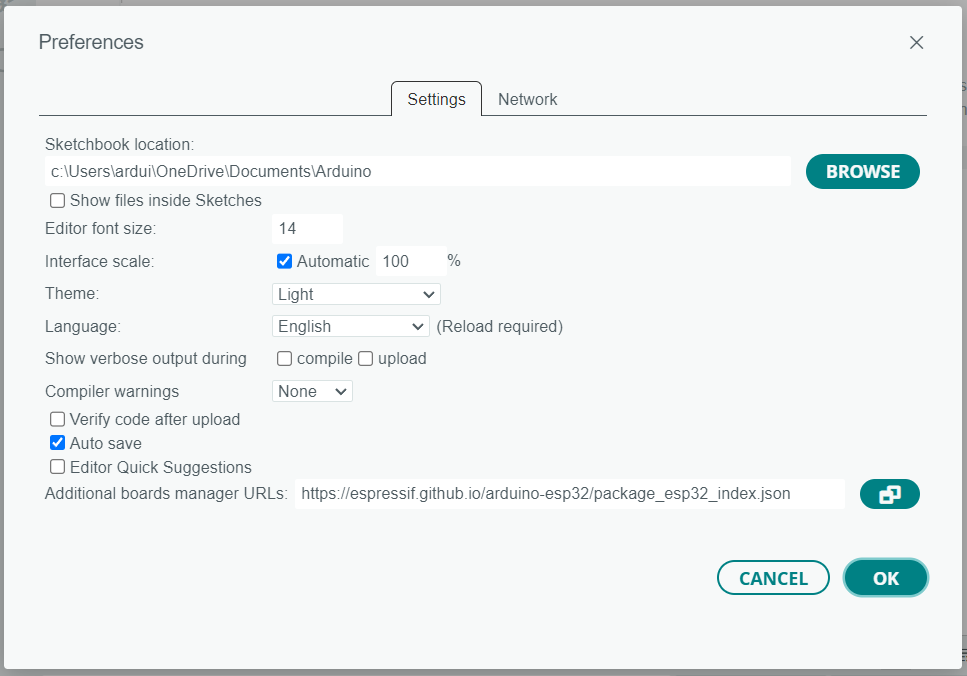 Preferences
Settings Network
Sketchbook location:
c:\Users\ardui\OneDrive\Documents\Arduino
BROWSE
Show files inside Sketches
Editor font size: 14
Interface scale: Automatic 100 %
Theme: Light
Language: English (Reload required)
Show verbose output during compile upload
Compiler warnings None
Verify code after upload
Auto save
Editor Quick Suggestions
Additional boards manager URLs: https://espressif.github.io/arduino-esp32/package_esp32_index.json
CANCEL OK